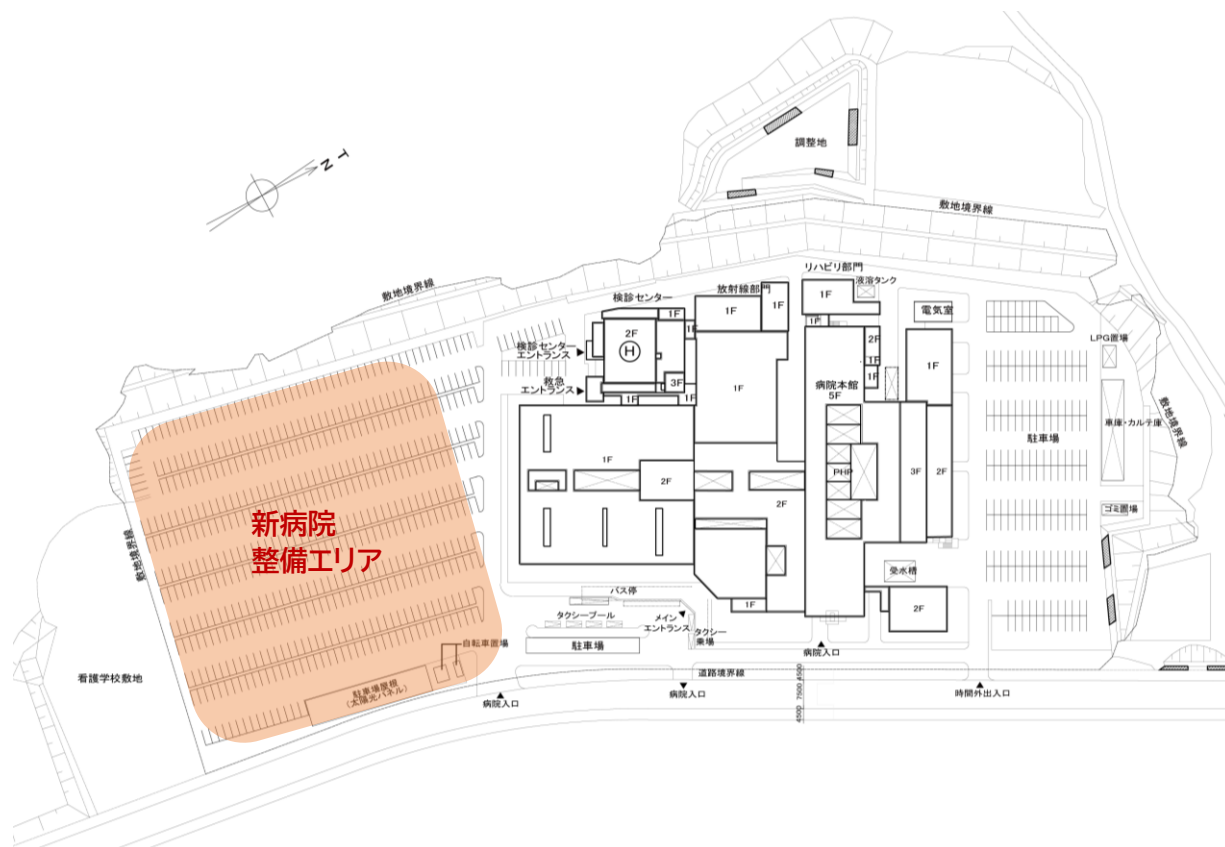 調整地
敷地境界線
T
N
リハビリ部門
液溶タンク
敷地境界線
検診センター
放射線部門
1F
1F
電気室
1F
1F
1F
1F
2F
H
2F
LPG置場
検診センター
エントランス
1F
1F
3F
1F
病院本館
5F
1F
救急
エントランス
1F
1F
車庫・カルテ庫
敷地境界線
駐車場
1F
2F
PHP
3F
2F
2F
ゴミ置場
新病院
整備エリア
敷地境界線
受水槽
バス停
1F
2F
タクシープール
メイン
エントランス
タクシー
乗場
自転車置場
駐車場
病院入口
看護学校敷地
道路境界線
駐車場屋根
(太陽光パネル)
病院入口
病院入口
時間外出入口
4500
7500
4500